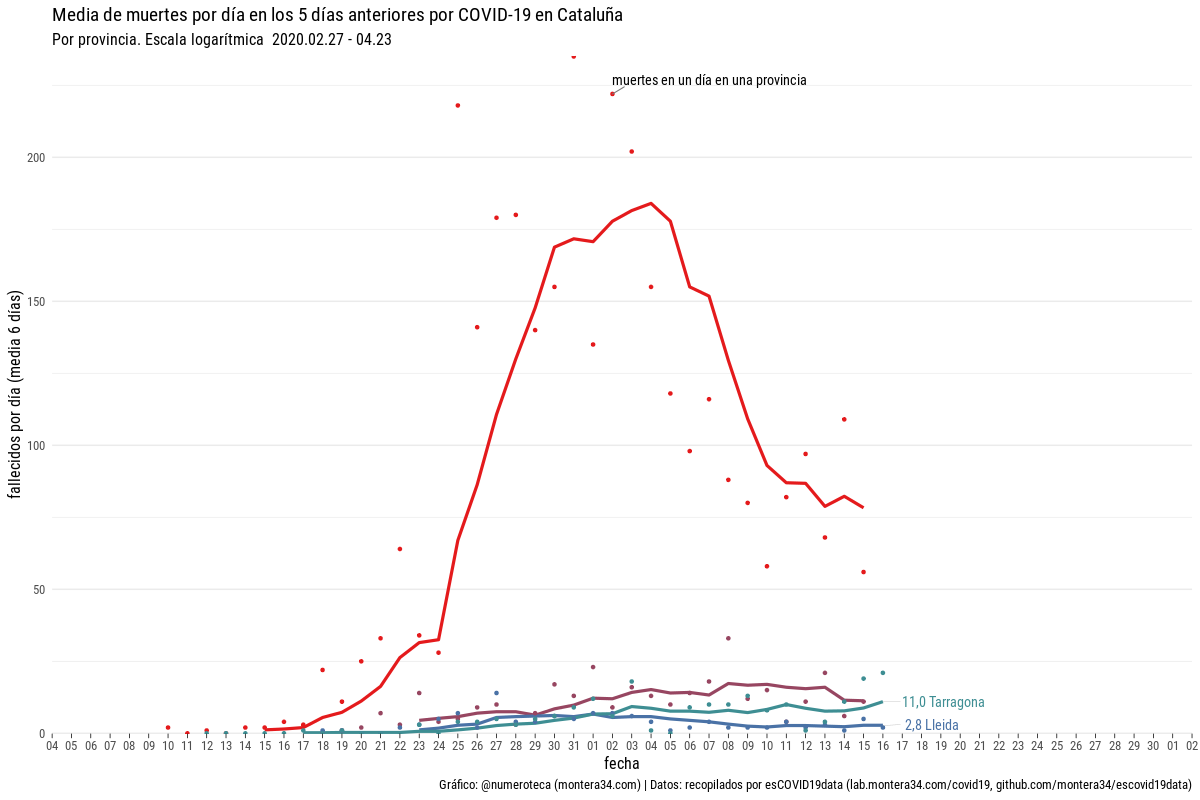 Media de muertes por día en los 5 días anteriores por COVID-19 en Cataluña
Por provincia. Escala logarítmica 2020.02.27 - 04.23
muertes en un día en una provincia
fallecidos por día (media 6 días)
200
150
100
50
0
11,0 Tarragona
2,8 Lleida
04 05 06 07 08 09 10 11 12 13 14 15 16 17 18 19 20 21 22 23 24 25 26 27 28 29 30 31 01 02 03 04 05 06 07 08 09 10 11 12 13 14 15 16 17 18 19 20 21 22 23 24 25 26 27 28 29 30 01 02
fecha
Gráfico: @numeroteca (montera34.com) | Datos: recopilados por esCOVID19data (lab.montera34.com/covid19, github.com/montera34/escovid19data)